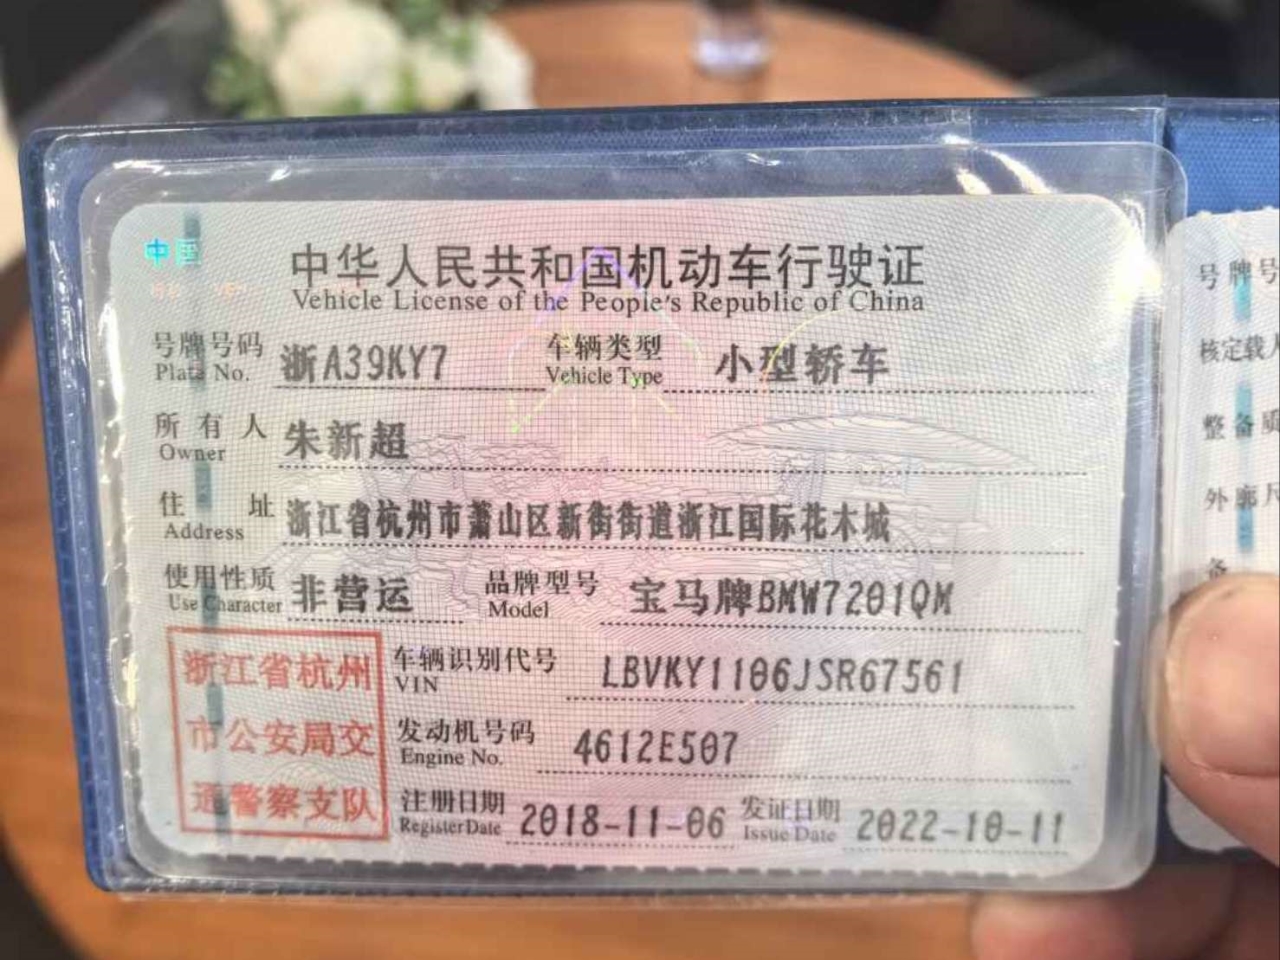 中国
中华人民共和国机动车行驶证
Vehicle License of the People's Republic of China
号牌号码 浙A39KY7 车辆类型 小型轿车
Plate No. Vehicle Type
所有人 朱新超
Owner
住址 浙江省杭州市萧山区新街街道浙江国际花木城
Address
使用性质 非营运 品牌型号 宝马牌BMW7201QM
Use Character Model
浙江省杭州
市公安局交
通警察支队
车辆识别代号 LBVKY1106JSR67561
VIN
发动机号码 4612E507
Engine No.
注册日期 2018-11-06 发证日期 2022-10-11
Register Date Issue Date
号牌号
核定载人
整备质
外廓尺
备